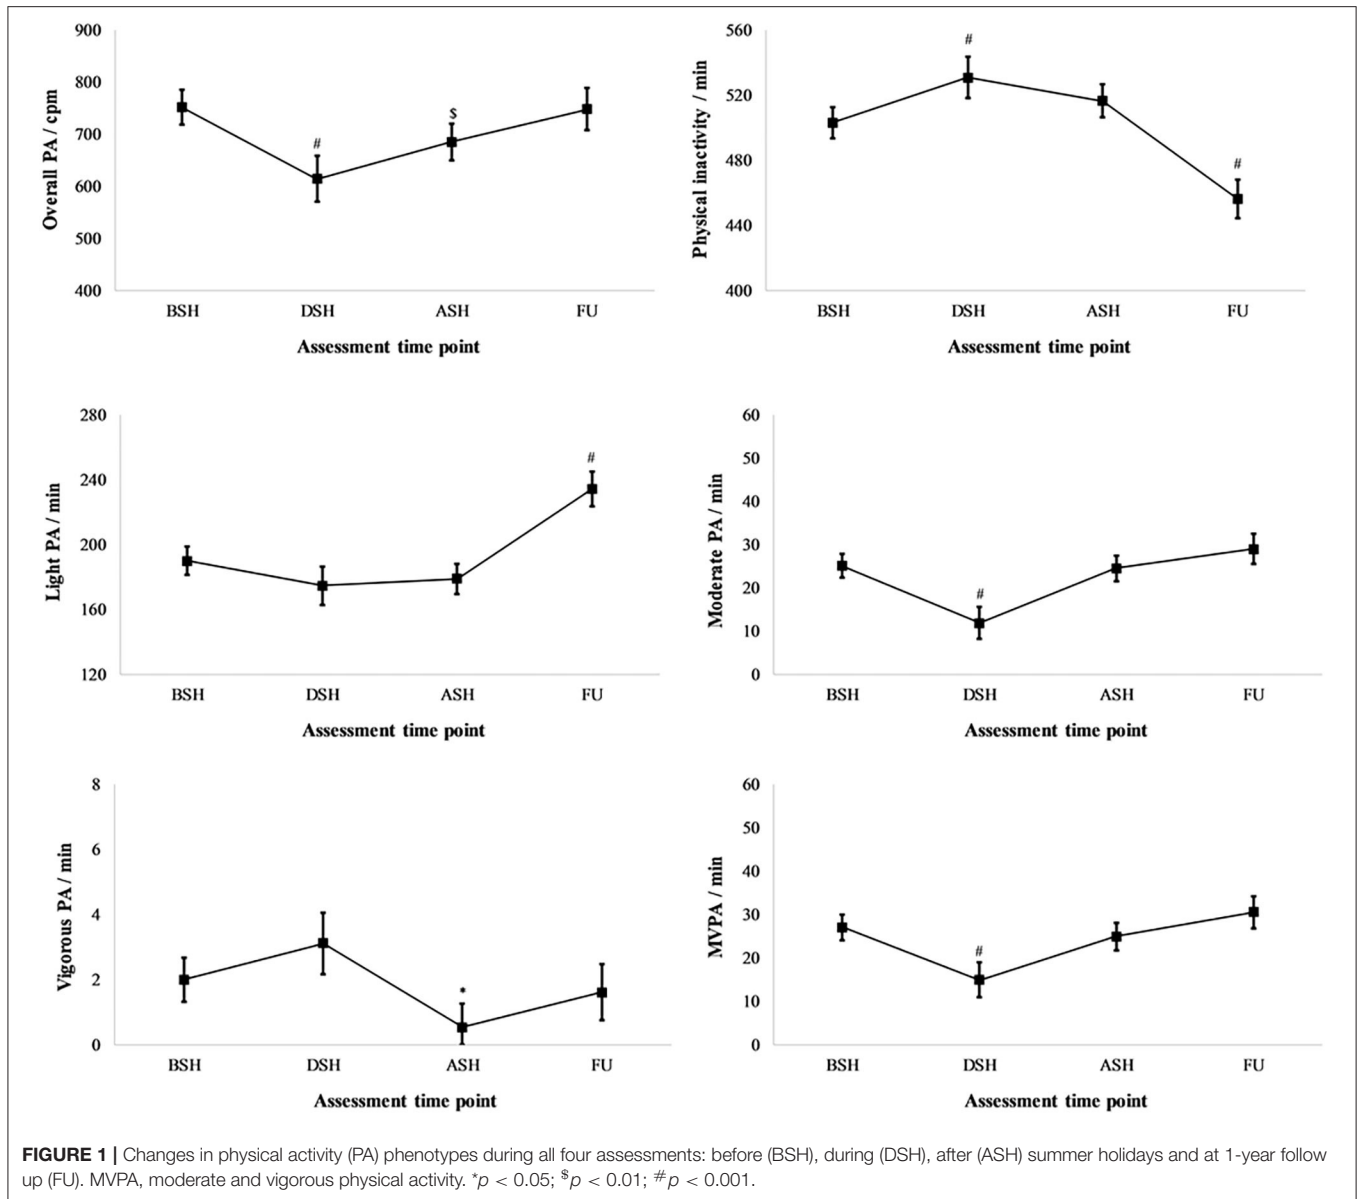 900
800
700
600
500
400
Overall PA / cpm
#
$
BSH DSH ASH FU
Assessment time point
560
520
480
440
400
Physical inactivity / min
#
#
BSH DSH ASH FU
Assessment time point
280
240
200
160
120
Light PA / min
#
BSH DSH ASH FU
Assessment time point
60
50
40
30
20
10
0
Moderate PA / min
#
BSH DSH ASH FU
Assessment time point
8
6
4
2
0
Vigorous PA / min
*
BSH DSH ASH FU
Assessment time point
60
50
40
30
20
10
0
MVPA / min
#
BSH DSH ASH FU
Assessment time point
FIGURE 1 | Changes in physical activity (PA) phenotypes during all four assessments: before (BSH), during (DSH), after (ASH) summer holidays and at 1-year follow
up (FU). MVPA, moderate and vigorous physical activity. *p < 0.05; $p < 0.01; #p < 0.001.